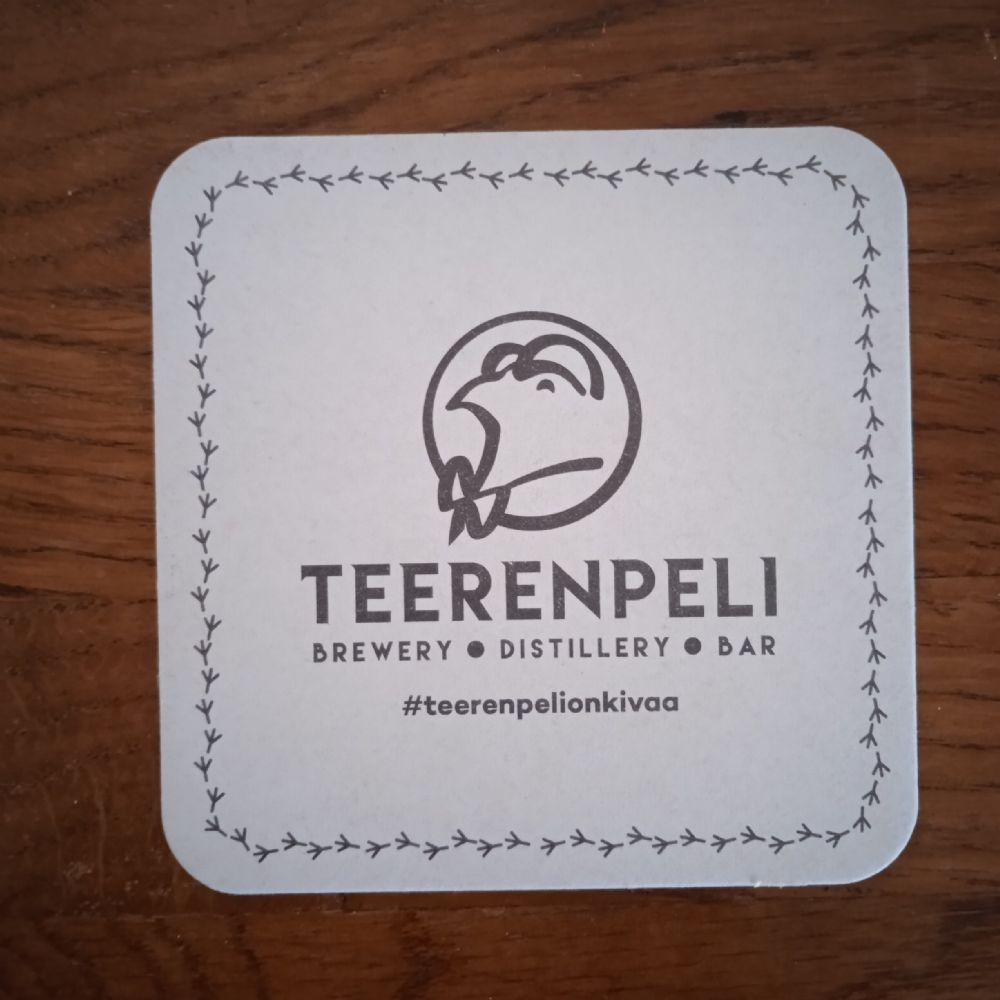 TEERENPELI
BREWERY ● DISTILLERY ● BAR
#teerenpelionkivaa